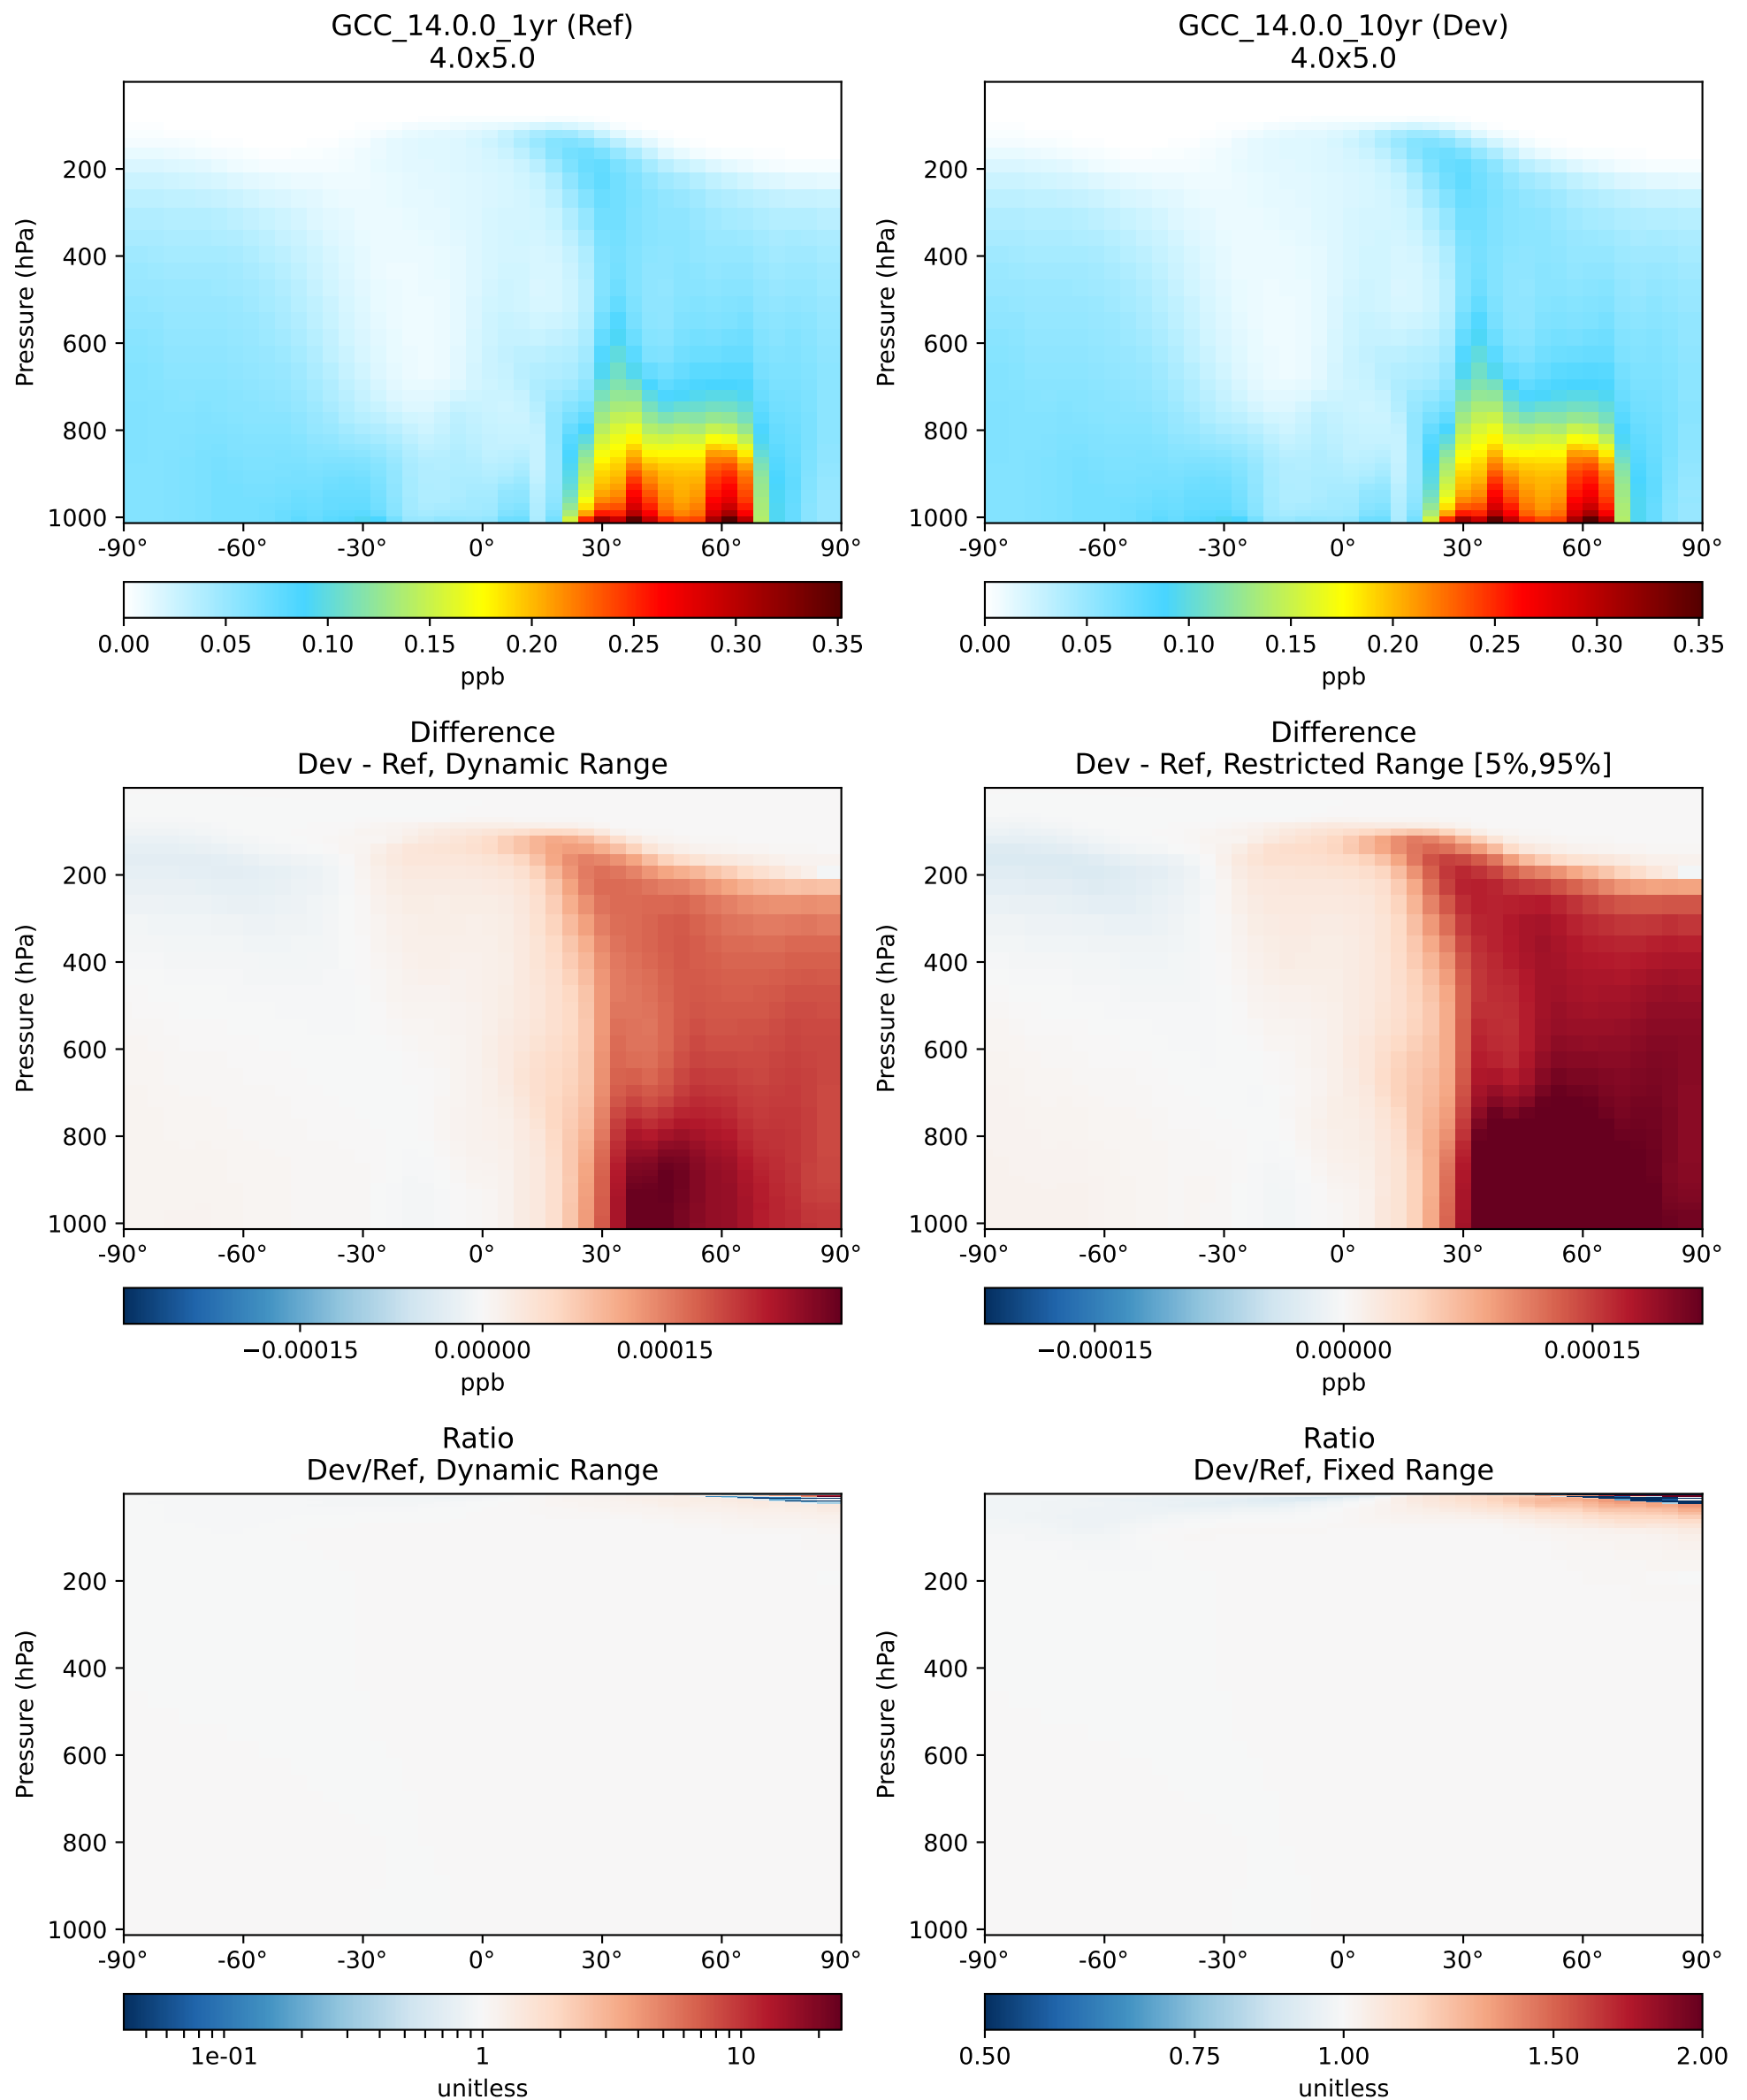 GCC_14.0.0_1yr (Ref)
4.0x5.0
Pressure (hPa)
200
400
600
800
1000
-90° -60° -30° 0° 30° 60° 90°
0.00 0.05 0.10 0.15 0.20 0.25 0.30 0.35
ppb
GCC_14.0.0_10yr (Dev)
4.0x5.0
Pressure (hPa)
200
400
600
800
1000
-90° -60° -30° 0° 30° 60° 90°
0.00 0.05 0.10 0.15 0.20 0.25 0.30 0.35
ppb
Difference
Dev - Ref, Dynamic Range
Pressure (hPa)
200
400
600
800
1000
-90° -60° -30° 0° 30° 60° 90°
−0.00015 0.00000 0.00015
ppb
Difference
Dev - Ref, Restricted Range [5%,95%]
Pressure (hPa)
200
400
600
800
1000
-90° -60° -30° 0° 30° 60° 90°
−0.00015 0.00000 0.00015
ppb
Ratio
Dev/Ref, Dynamic Range
Pressure (hPa)
200
400
600
800
1000
-90° -60° -30° 0° 30° 60° 90°
1e-01 1 10
unitless
Ratio
Dev/Ref, Fixed Range
Pressure (hPa)
200
400
600
800
1000
-90° -60° -30° 0° 30° 60° 90°
0.50 0.75 1.00 1.50 2.00
unitless